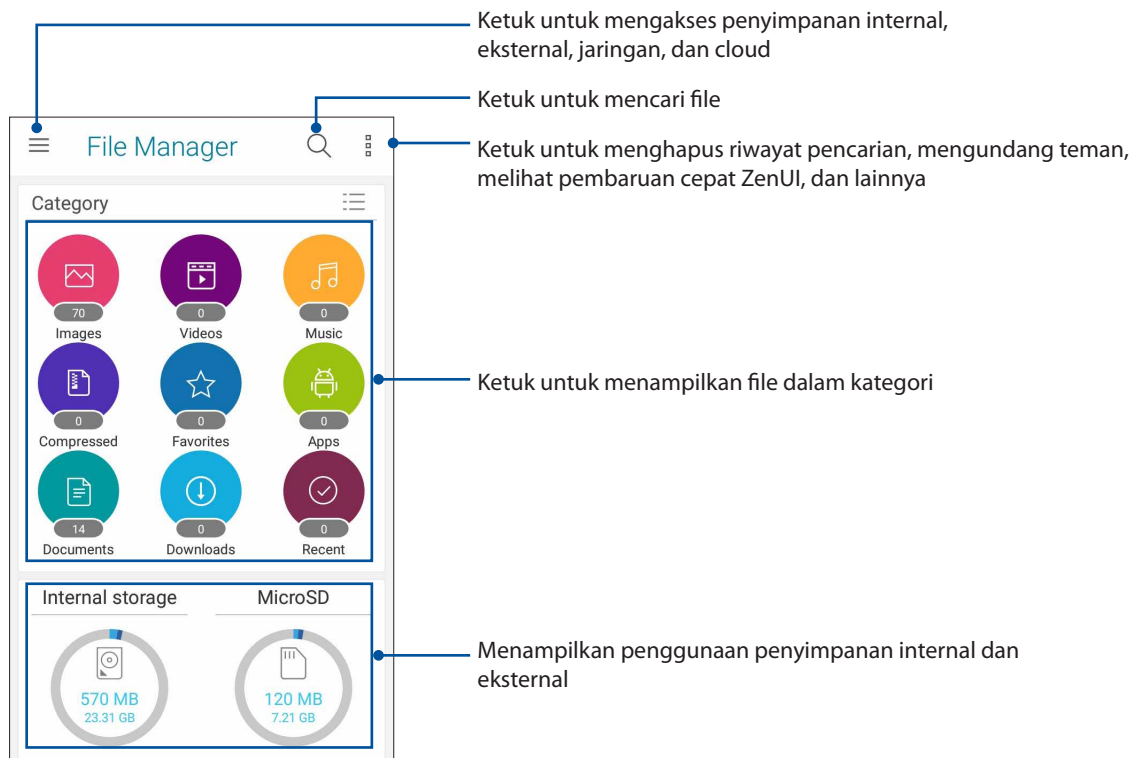 Ketuk untuk mengakses penyimpanan internal,
eksternal, jaringan, dan cloud
Ketuk untuk mencari file
Ketuk untuk menghapus riwayat pencarian, mengundang teman,
melihat pembaruan cepat ZenUI, dan lainnya
File Manager
Category
70 0 0
Images Videos Music
0 0 0
Compressed Favorites Apps
14 0 0
Documents Downloads Recent
Ketuk untuk menampilkan file dalam kategori
Internal storage MicroSD
570 MB 120 MB
23.31 GB 7.21 GB
Menampilkan penggunaan penyimpanan internal dan
eksternal